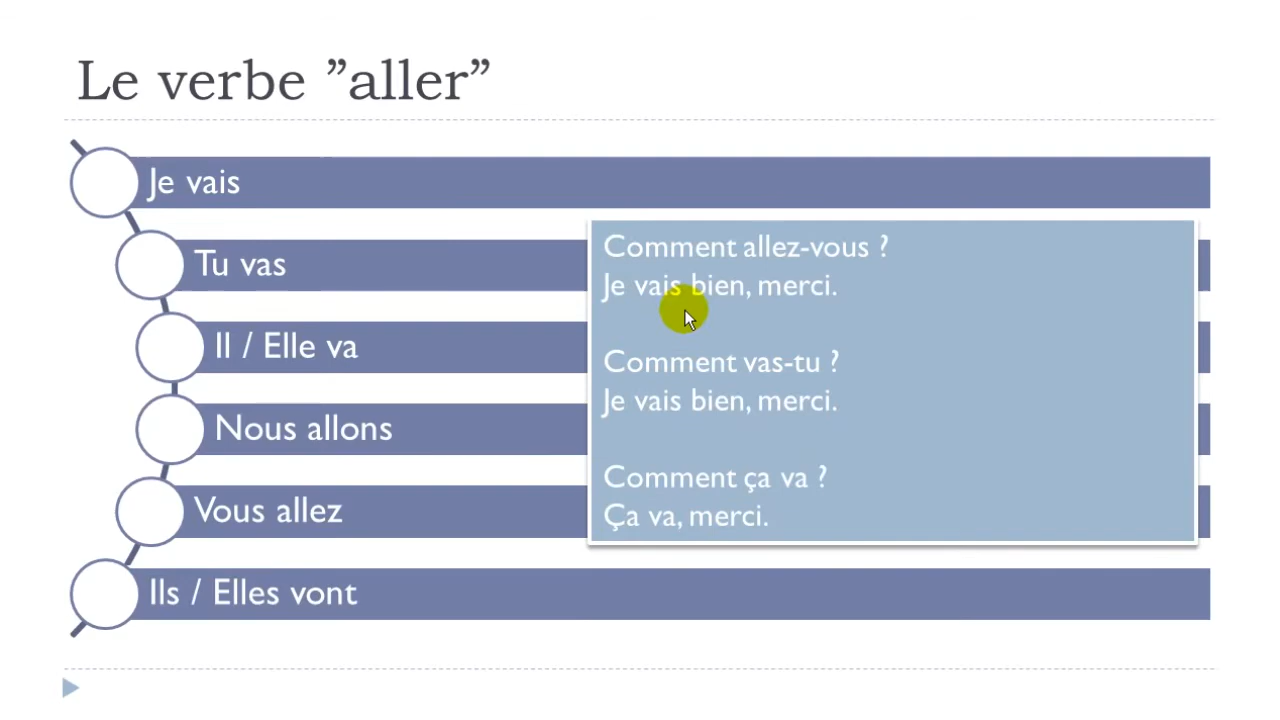 Le verbe ”aller”
Je vais
Tu vas
Il / Elle va
Nous allons
Vous allez
Ils / Elles vont
Comment allez-vous ?
Je vais bien, merci.
Comment vas-tu ?
Je vais bien, merci.
Comment ça va ?
Ça va, merci.